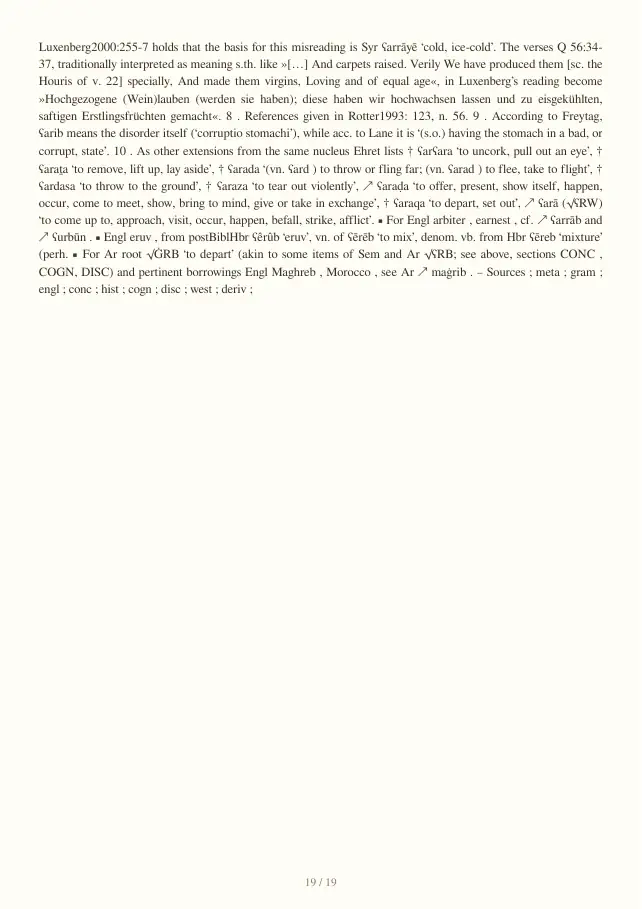 Luxenberg2000:255-7 holds that the basis for this misreading is Syr ʕarrāyē ‘cold, ice-cold’. The verses Q 56:34-
37, traditionally interpreted as meaning s.th. like »[…] And carpets raised. Verily We have produced them [sc. the
Houris of v. 22] specially, And made them virgins, Loving and of equal age«, in Luxenberg’s reading become
»Hochgezogene (Wein)lauben (werden sie haben); diese haben wir hochwachsen lassen und zu eisgekühlten,
saftigen Erstlingsfrüchten gemacht«. 8 . References given in Rotter1993: 123, n. 56. 9 . According to Freytag,
ʕarib means the disorder itself (‘corruptio stomachi’), while acc. to Lane it is ‘(s.o.) having the stomach in a bad, or
corrupt, state’. 10 . As other extensions from the same nucleus Ehret lists † ʕarʕara ‘to uncork, pull out an eye’, †
ʕaraṭa ‘to remove, lift up, lay aside’, † ʕarada ‘(vn. ʕard ) to throw or fling far; (vn. ʕarad ) to flee, take to flight’, †
ʕardasa ‘to throw to the ground’, † ʕaraza ‘to tear out violently’, ↗ ʕaraḍa ‘to offer, present, show itself, happen,
occur, come to meet, show, bring to mind, give or take in exchange’, † ʕaraqa ‘to depart, set out’, ↗ ʕarā (√ʕRW)
‘to come up to, approach, visit, occur, happen, befall, strike, afflict’. ▪ For Engl arbiter , earnest , cf. ↗ ʕarrāb and
↗ ʕurbūn . ▪ Engl eruv , from postBiblHbr ʕêrûb ‘eruv’, vn. of ʕērēb ‘to mix’, denom. vb. from Hbr ʕēreb ‘mixture’
(perh. ▪ For Ar root √ĠRB ‘to depart’ (akin to some items of Sem and Ar √ʕRB; see above, sections CONC ,
COGN, DISC) and pertinent borrowings Engl Maghreb , Morocco , see Ar ↗ maġrib . – Sources ; meta ; gram ;
engl ; conc ; hist ; cogn ; disc ; west ; deriv ;
19 / 19